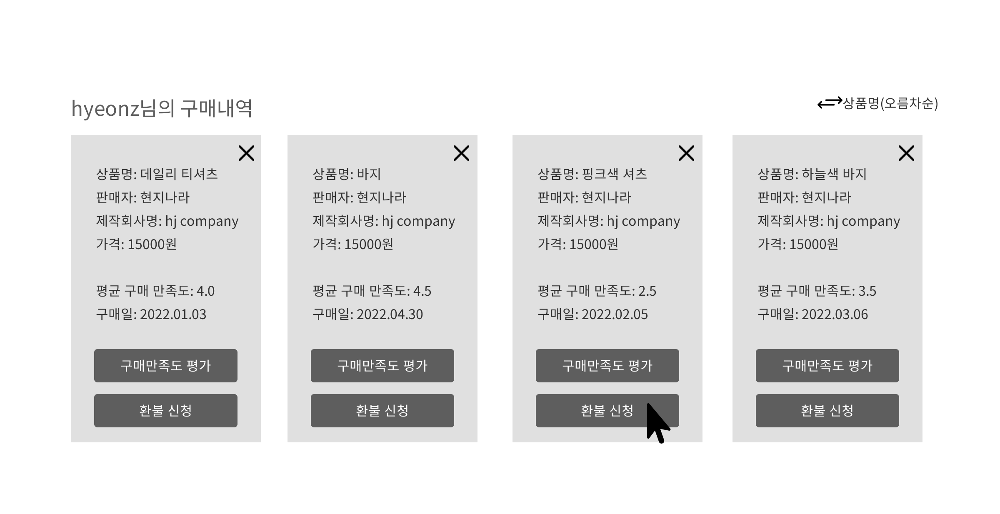 hyeonz님의 구매내역
상품명(오름차순)
상품명: 데일리 티셔츠
판매자: 현지나라
제작회사명: hj company
가격: 15000원
평균 구매 만족도: 4.0
구매일: 2022.01.03
구매만족도 평가
환불 신청
상품명: 바지
판매자: 현지나라
제작회사명: hj company
가격: 15000원
평균 구매 만족도: 4.5
구매일: 2022.04.30
구매만족도 평가
환불 신청
상품명: 핑크색 셔츠
판매자: 현지나라
제작회사명: hj company
가격: 15000원
평균 구매 만족도: 2.5
구매일: 2022.02.05
구매만족도 평가
환불 신청
상품명: 하늘색 바지
판매자: 현지나라
제작회사명: hj company
가격: 15000원
평균 구매 만족도: 3.5
구매일: 2022.03.06
구매만족도 평가
환불 신청